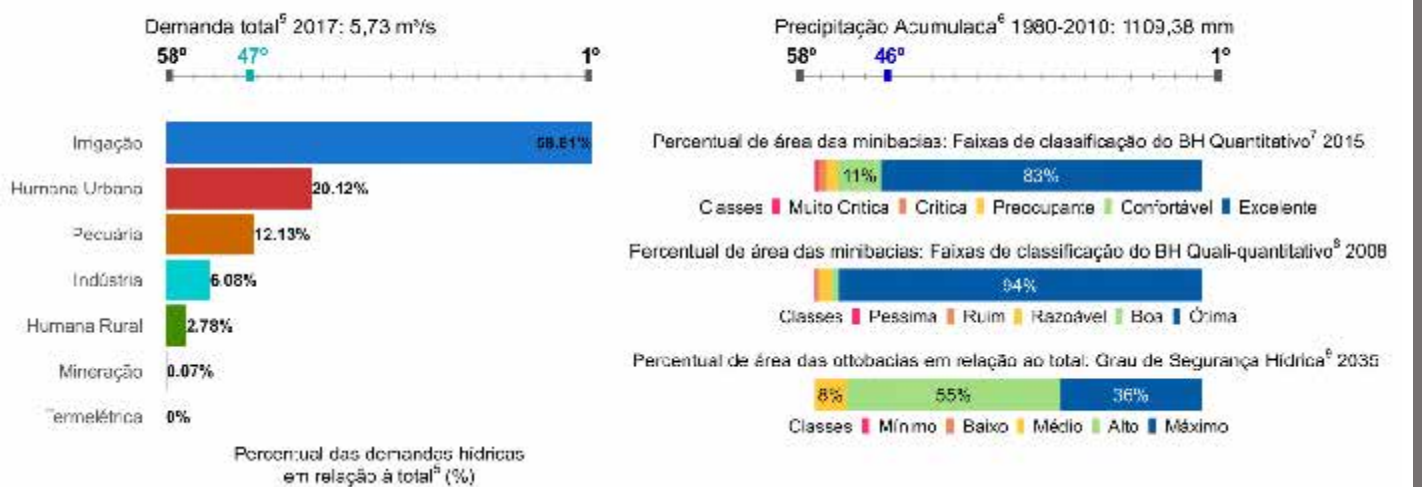 Demanda total⁵ 2017: 5,73 m³/s
58º 47º 1º
Irrigação 58.81%
Humana Urbana 20.12%
Pecuária 12.13%
Indústria 6.08%
Humana Rural 2.78%
Mineração 0.07%
Termelétrica 0%
Percentual das demandas hídricas
em relação à total⁵ (%)
Precipitação Acumulada⁶ 1980-2010: 1109,38 mm
58º 46º 1º
Percentual de área das minibacias: Faixas de classificação do BH Quantitativo⁷ 2015
11% 83%
Classes Muito Crítica Crítica Preocupante Confortável Excelente
Percentual de área das minibacias: Faixas de classificação do BH Quali-quantitativo⁸ 2008
94%
Classes Péssima Ruim Razoável Boa Ótima
Percentual de área das ottobacias em relação ao total: Grau de Segurança Hídrica⁹ 2035
8% 55% 36%
Classes Mínimo Baixo Médio Alto Máximo